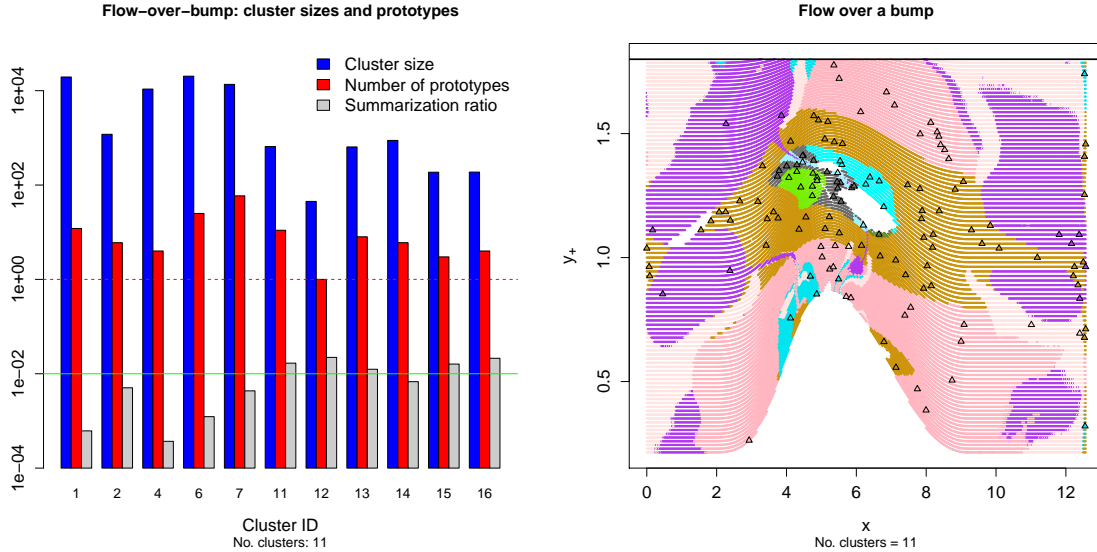 Flow−over−bump: cluster sizes and prototypes
Cluster size
Number of prototypes
Summarization ratio
1e+04
1e+02
1e+00
1e−02
1e−04
1 2 4 6 7 11 12 13 14 15 16
Cluster ID
No. clusters: 11
Flow over a bump
y+
1.5
1.0
0.5
0 2 4 6 8 10 12
x
No. clusters = 11